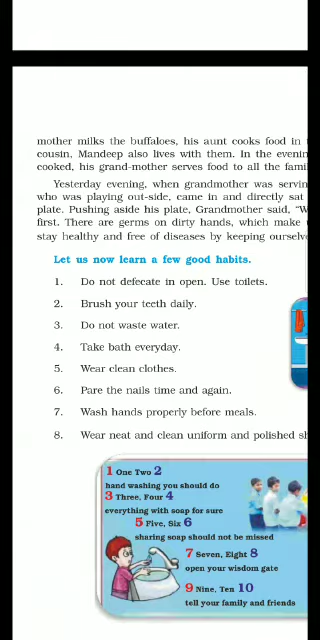 mother milks the buffaloes, his aunt cooks food in
cousin, Mandeep also lives with them. In the
cooked, his grand-mother serves food to all the
Yesterday evening, when grandmother was
who was playing out-side, came in and directly sat
plate. Pushing aside his plate, Grandmother said,
first. There are germs on dirty hands, which make
stay healthy and free of diseases by keeping
Let us now learn a few good habits.
1. Do not defecate in open. Use toilets.
2. Brush your teeth daily.
3. Do not waste water.
4. Take bath everyday.
5. Wear clean clothes.
6. Pare the nails time and again.
7. Wash hands properly before meals.
8. Wear neat and clean uniform and polished
1 One Two 2
hand washing you should do
3 Three, Four 4
everything with soap for sure
5 Five, Six 6
sharing soap should not be missed
7 Seven, Eight 8
open your wisdom gate
9 Nine, Ten 10
tell your family and friends